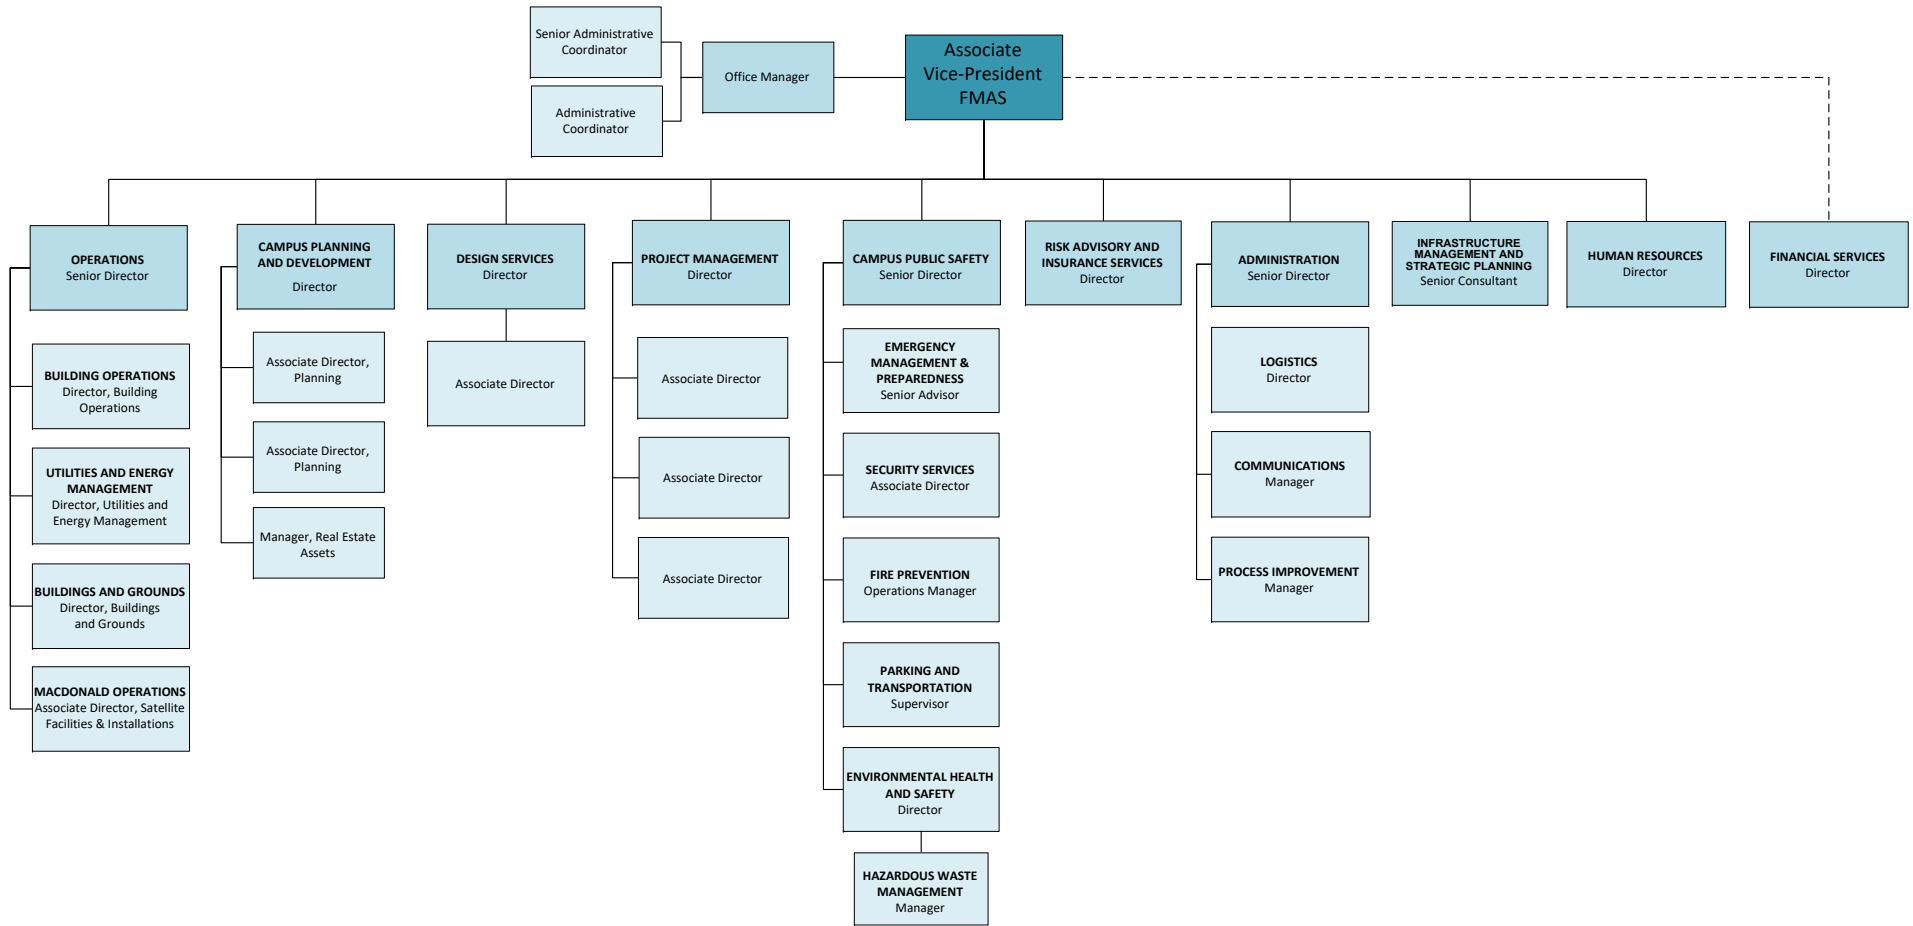 Senior Administrative
Coordinator
Administrative
Coordinator
Office Manager
Associate
Vice-President
FMAS
OPERATIONS
Senior Director
BUILDING OPERATIONS
Director, Building
Operations
UTILITIES AND ENERGY
MANAGEMENT
Director, Utilities and
Energy Management
BUILDINGS AND GROUNDS
Director, Buildings
and Grounds
MACDONALD OPERATIONS
Associate Director, Satellite
Facilities & Installations
CAMPUS PLANNING
AND DEVELOPMENT
Director
Associate Director,
Planning
Associate Director,
Planning
Manager, Real Estate
Assets
DESIGN SERVICES
Director
Associate Director
PROJECT MANAGEMENT
Director
Associate Director
Associate Director
Associate Director
CAMPUS PUBLIC SAFETY
Senior Director
EMERGENCY
MANAGEMENT &
PREPAREDNESS
Senior Advisor
SECURITY SERVICES
Associate Director
FIRE PREVENTION
Operations Manager
PARKING AND
TRANSPORTATION
Supervisor
ENVIRONMENTAL HEALTH
AND SAFETY
Director
HAZARDOUS WASTE
MANAGEMENT
Manager
RISK ADVISORY AND
INSURANCE SERVICES
Director
ADMINISTRATION
Senior Director
LOGISTICS
Director
COMMUNICATIONS
Manager
PROCESS IMPROVEMENT
Manager
INFRASTRUCTURE
MANAGEMENT AND
STRATEGIC PLANNING
Senior Consultant
HUMAN RESOURCES
Director
FINANCIAL SERVICES
Director